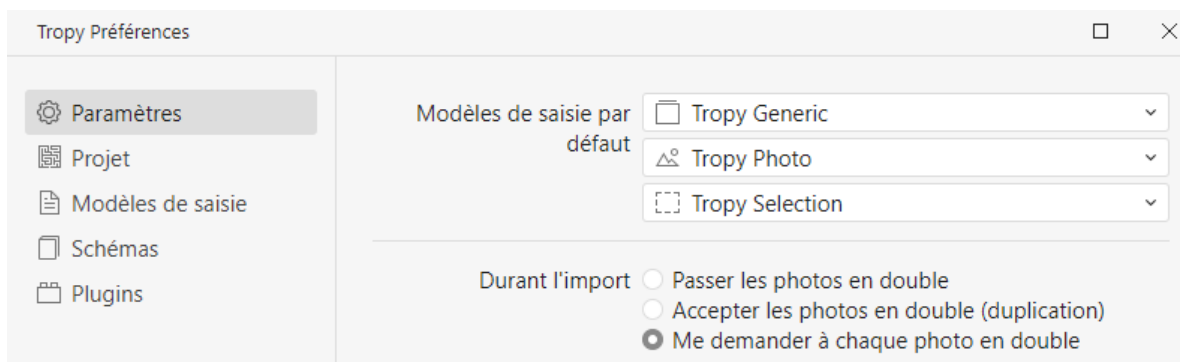 Tropy Préférences
Paramètres
Projet
Modèles de saisie
Schémas
Plugins
Modèles de saisie par
défaut
Tropy Generic
Tropy Photo
Tropy Selection
Durant l'import
Passer les photos en double
Accepter les photos en double (duplication)
Me demander à chaque photo en double